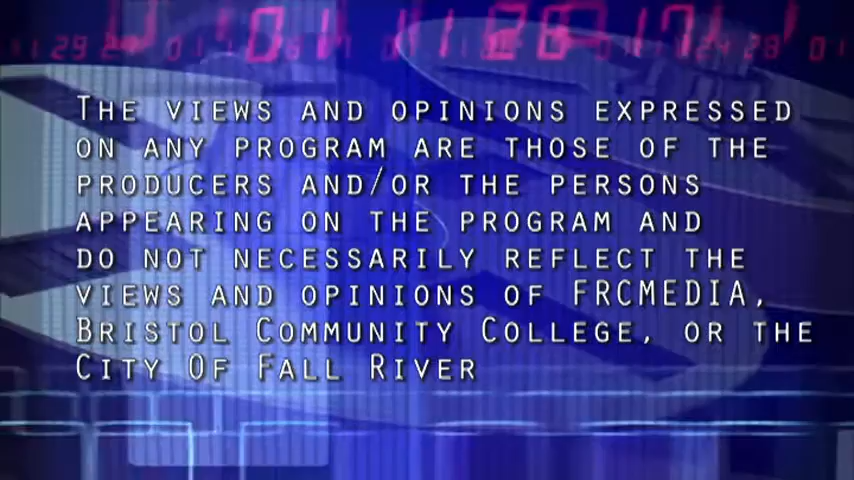 The views and opinions expressed
on any program are those of the
producers and/or the persons
appearing on the program and
do not necessarily reflect the
views and opinions of FRCMEDIA,
Bristol Community College, or the
City Of Fall River